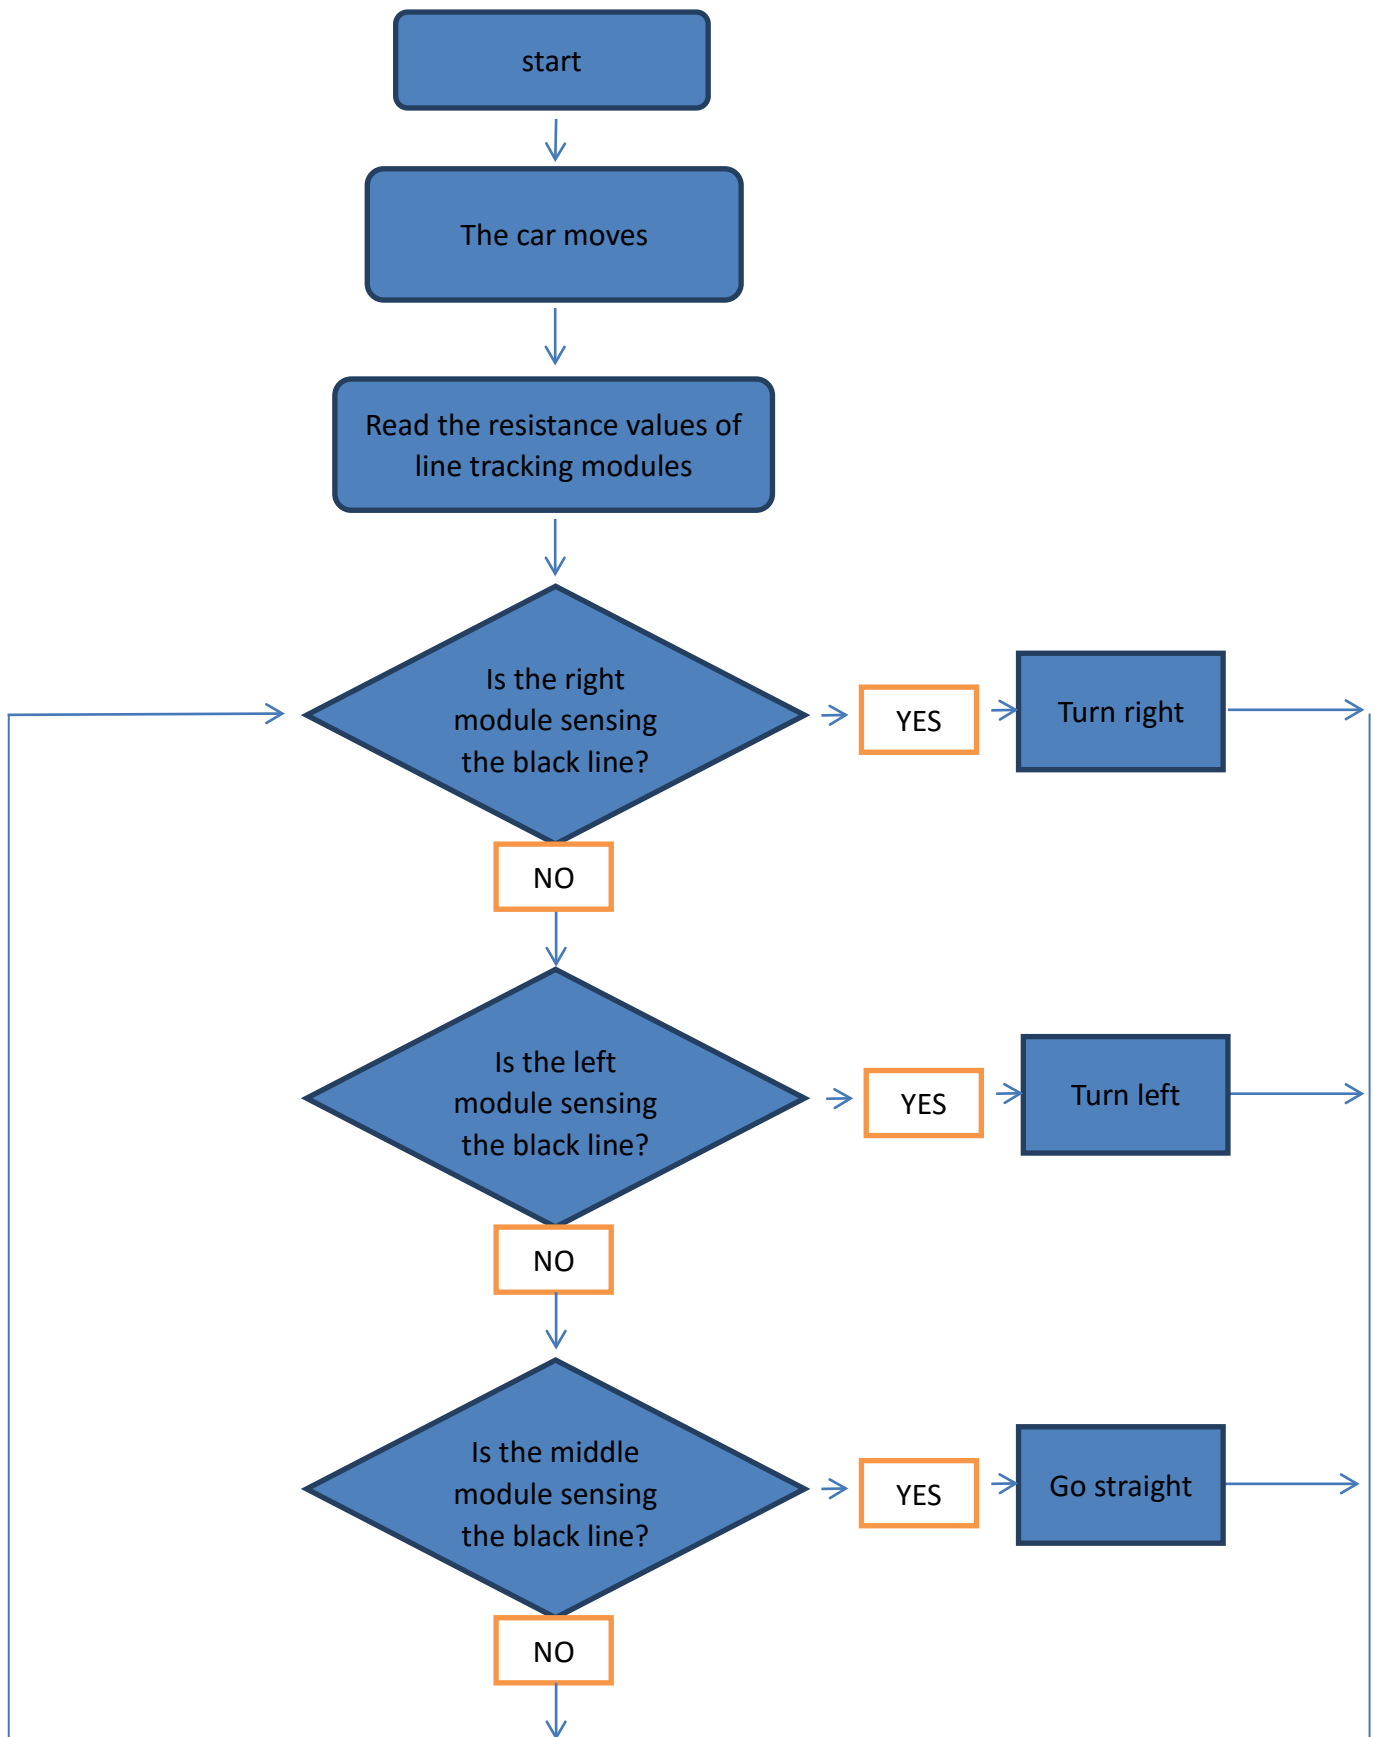 start
The car moves
Read the resistance values of
line tracking modules
Is the right
module sensing
the black line?
YES
Turn right
NO
Is the left
module sensing
the black line?
YES
Turn left
NO
Is the middle
module sensing
the black line?
YES
Go straight
NO